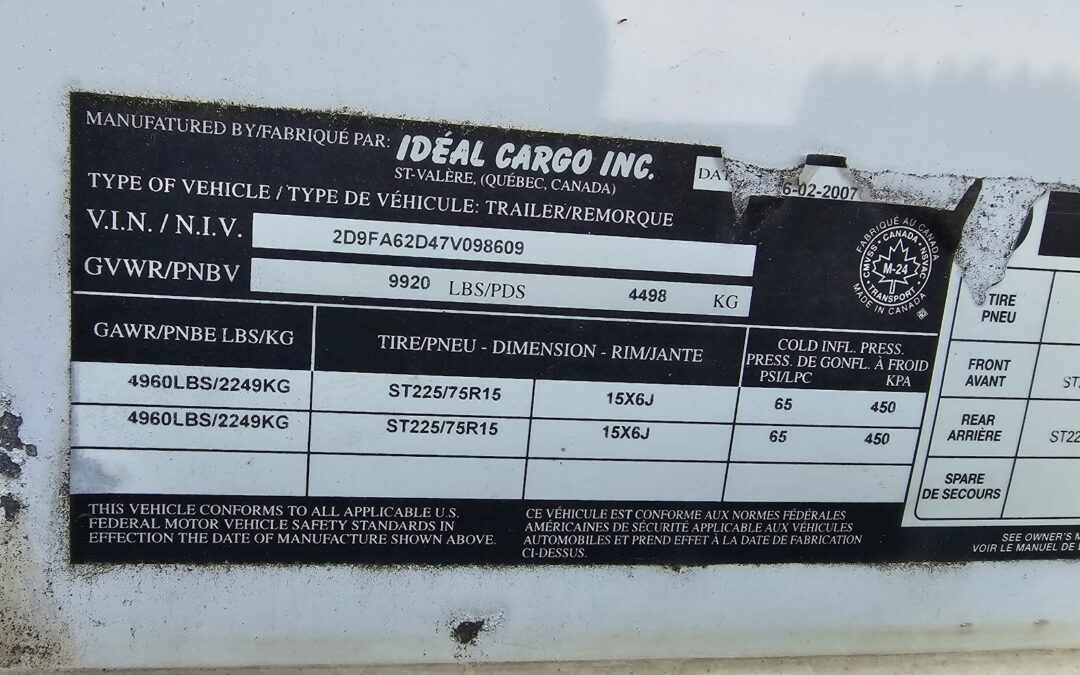 MANUFATURED BY/FABRIQUÉ PAR: IDÉAL CARGO INC.
ST-VALÈRE, (QUÉBEC, CANADA)
6-02-2007
TYPE OF VEHICLE / TYPE DE VÉHICULE: TRAILER/REMORQUE
V.I.N. / N.I.V. 2D9FA62D47V098609
GVWR/PNBV 9920 LBS/PDS 4498 KG
FABRIQUÉ AU CANADA
CMVSS • CANADA • NSVAC • TRANSPORT •
M-24
MADE IN CANADA
GAWR/PNBE LBS/KG TIRE/PNEU - DIMENSION - RIM/JANTE COLD INFL. PRESS.
PRESS. DE GONFL. À FROID
PSI/LPC KPA
4960LBS/2249KG ST225/75R15 15X6J 65 450
4960LBS/2249KG ST225/75R15 15X6J 65 450
THIS VEHICLE CONFORMS TO ALL APPLICABLE U.S.
FEDERAL MOTOR VEHICLE SAFETY STANDARDS IN
EFFECTION THE DATE OF MANUFACTURE SHOWN ABOVE.
CE VÉHICULE EST CONFORME AUX NORMES FÉDÉRALES
AMÉRICAINES DE SÉCURITÉ APPLICABLE AUX VÉHICULES
AUTOMOBILES ET PREND EFFET À LA DATE DE FABRICATION
CI-DESSUS.
TIRE
PNEU
FRONT
AVANT
REAR
ARRIÈRE
SPARE
DE SECOURS
SEE OWNER'S
VOIR LE MANUEL DE